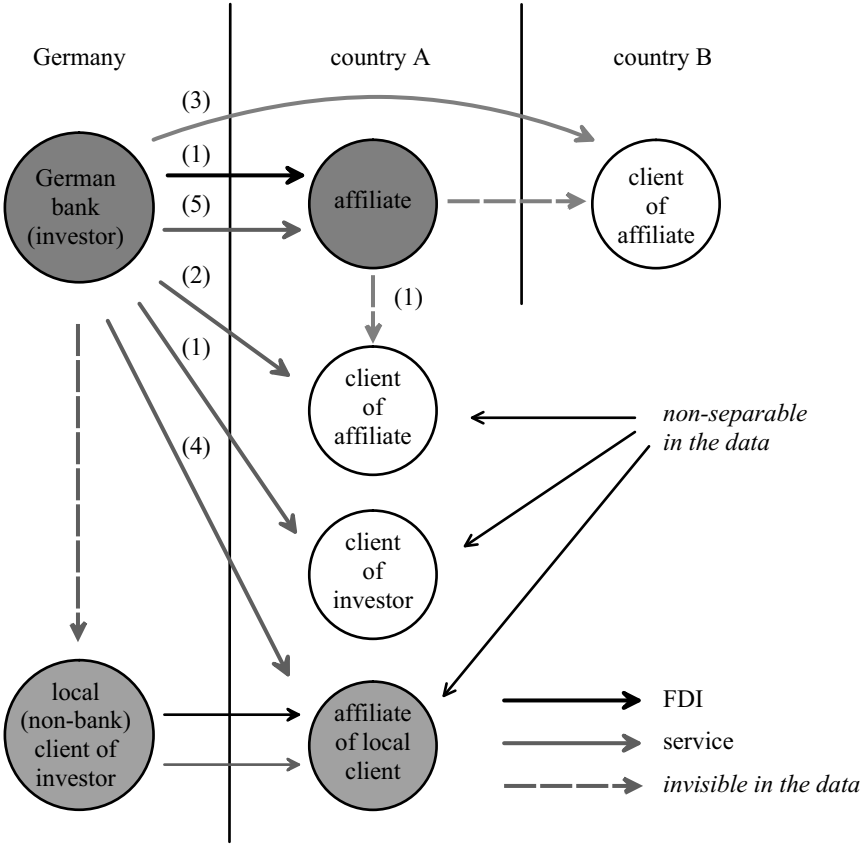 Germany
country A
country B
(3)
(1)
(5)
(2)
(1)
(4)
(1)
German
bank
(investor)
affiliate
client
of
affiliate
client
of
affiliate
non-separable
in the data
client
of
investor
local
(non-bank)
client of
investor
affiliate
of local
client
FDI
service
invisible in the data